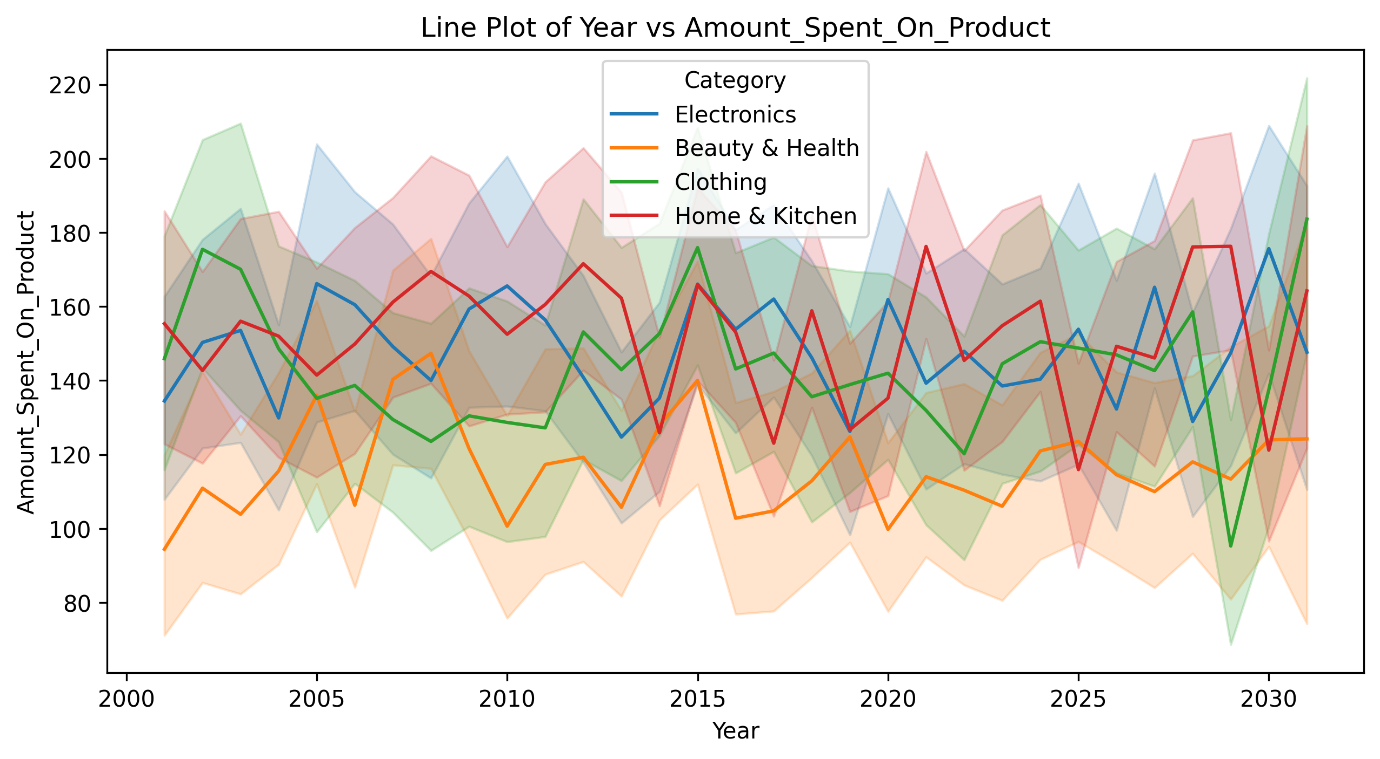 Line Plot of Year vs Amount_Spent_On_Product
Category
Electronics
Beauty & Health
Clothing
Home & Kitchen
Amount_Spent_On_Product
220
200
180
160
140
120
100
80
2000
2005
2010
2015
2020
2025
2030
Year